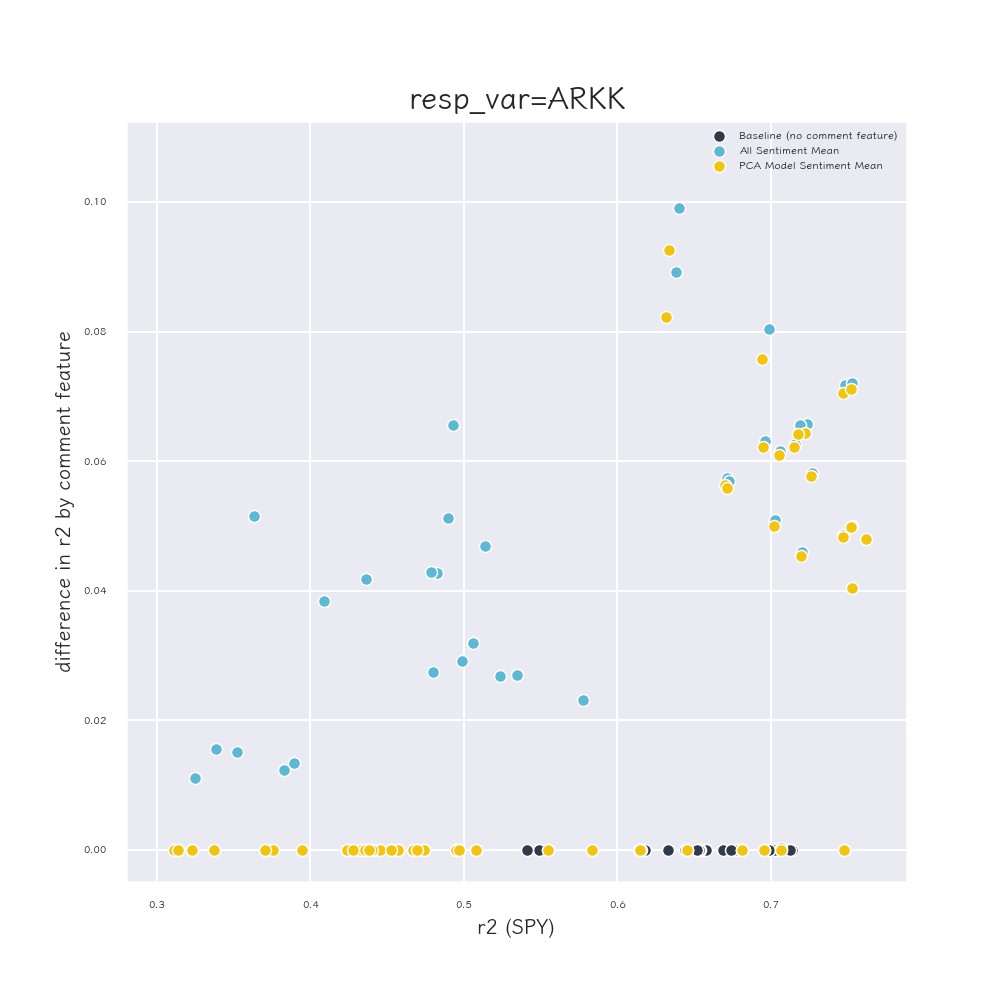 resp_var=ARKK
Baseline (no comment feature)
All Sentiment Mean
PCA Model Sentiment Mean
0.10
0.08
0.06
0.04
0.02
0.00
difference in r2 by comment feature
0.3 0.4 0.5 0.6 0.7
r2 (SPY)